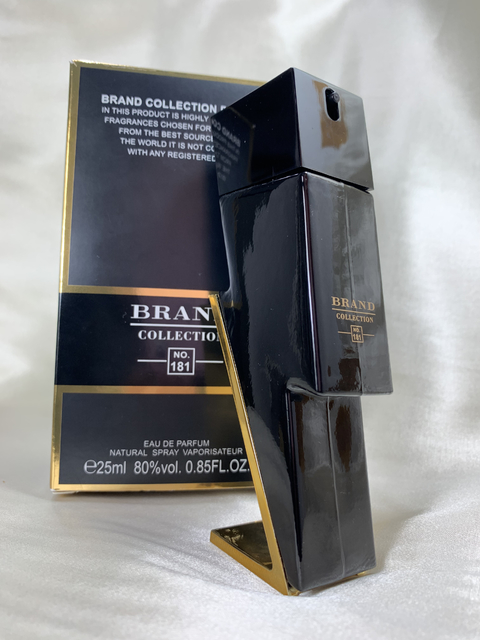 BRAND COLLECTION
IN THIS PRODUCT IS HIGHLY
FRAGRANCES CHOSEN FOR
FROM THE BEST
THE WORLD IT IS NOT
WITH ANY
BRAND
COLLECTION
NO.
181
EAU DE PARFUM
NATURAL SPRAY VAPORISATEUR
℮25ml 80%vol. 0.85FL.OZ.
BRAND
COLLECTION
NO.
181